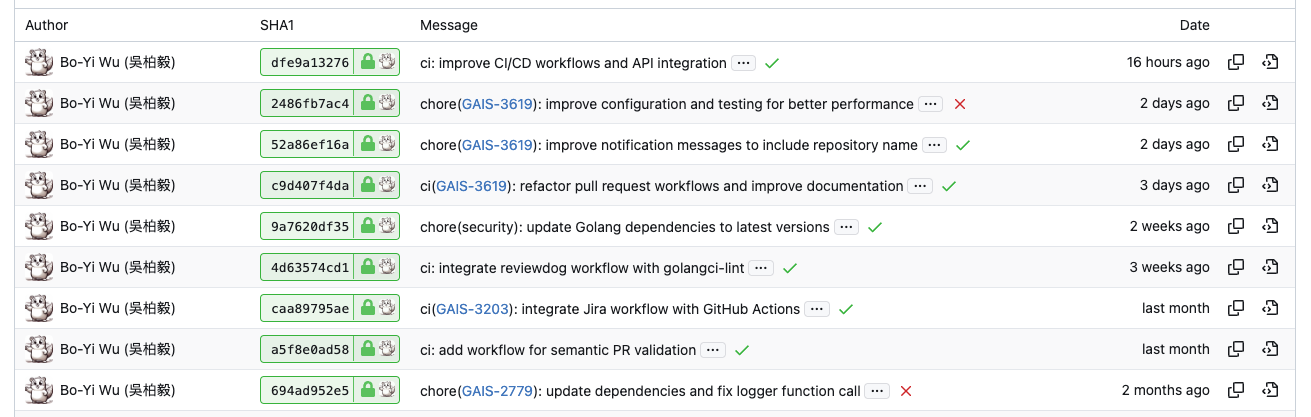 Author SHA1 Message Date
Bo-Yi Wu (吳柏毅) dfe9a13276 ci: improve CI/CD workflows and API integration ... 16 hours ago
Bo-Yi Wu (吳柏毅) 2486fb7ac4 chore(GAIS-3619): improve configuration and testing for better performance ... 2 days ago
Bo-Yi Wu (吳柏毅) 52a86ef16a chore(GAIS-3619): improve notification messages to include repository name ... 2 days ago
Bo-Yi Wu (吳柏毅) c9d407f4da ci(GAIS-3619): refactor pull request workflows and improve documentation ... 3 days ago
Bo-Yi Wu (吳柏毅) 9a7620df35 chore(security): update Golang dependencies to latest versions ... 2 weeks ago
Bo-Yi Wu (吳柏毅) 4d63574cd1 ci: integrate reviewdog workflow with golangci-lint ... 3 weeks ago
Bo-Yi Wu (吳柏毅) caa89795ae ci(GAIS-3203): integrate Jira workflow with GitHub Actions ... last month
Bo-Yi Wu (吳柏毅) a5f8e0ad58 ci: add workflow for semantic PR validation ... last month
Bo-Yi Wu (吳柏毅) 694ad952e5 chore(GAIS-2779): update dependencies and fix logger function call ... 2 months ago